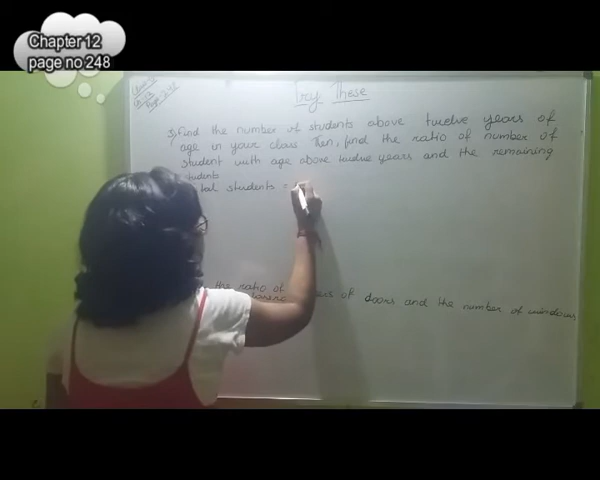 Chapter 12
page no 248
Try These
3) Find the number of students above twelve years of
age in your class. Then, find the ratio of number of
student with age above twelve years and the remaining
students
tal students =
the ratio of
of doors and the number of windows